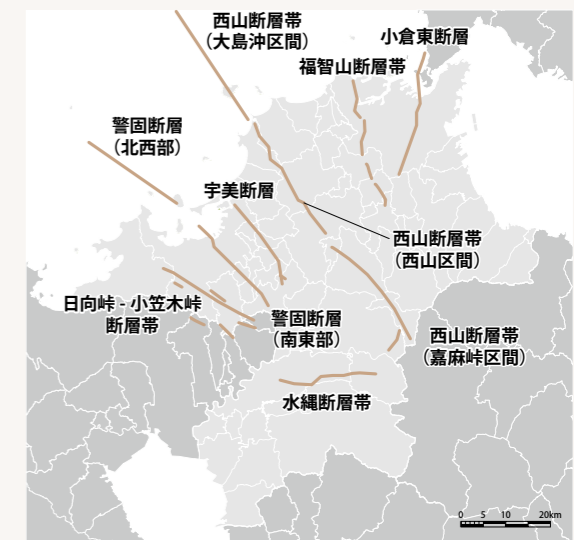 西山断層帯
（大島沖区間）
小倉東断層
福智山断層帯
警固断層
（北西部）
宇美断層
西山断層帯
（西山区間）
日向峠 - 小笠木峠
断層帯
警固断層
（南東部）
西山断層帯
（嘉麻峠区間）
水縄断層帯
0 5 10 20km